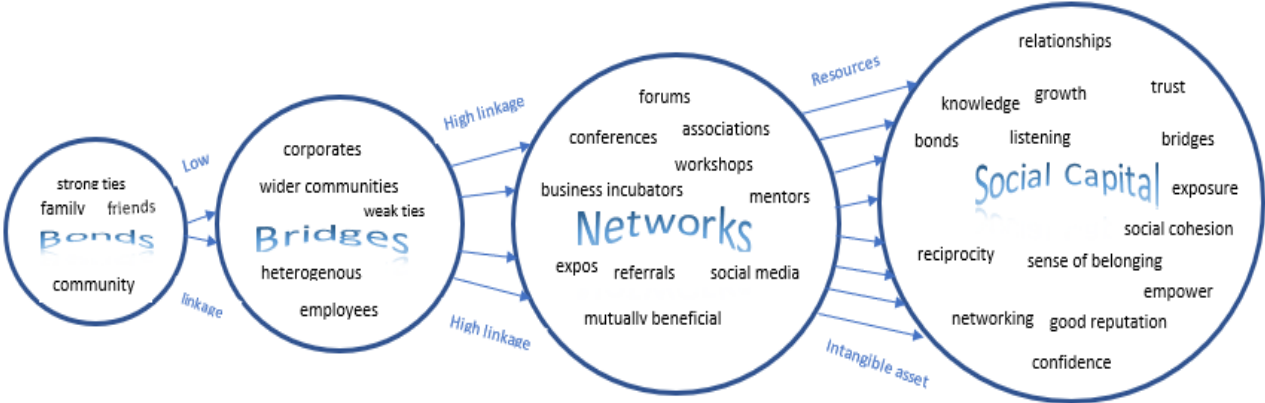 strong ties
family friends
Bonds
community
Low
linkage
corporates
wider communities
weak ties
Bridges
heterogenous
employees
High linkage
High linkage
forums
conferences associations
workshops
business incubators
mentors
Networks
expos referrals social media
mutually beneficial
Resources
Intangible asset
relationships
knowledge growth trust
bonds listening bridges
Social Capital
exposure
social cohesion
reciprocity sense of belonging
empower
networking good reputation
confidence